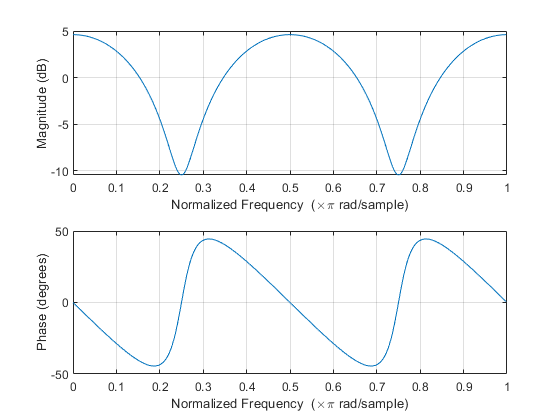 5
0
-5
-10
Magnitude (dB)
0 0.1 0.2 0.3 0.4 0.5 0.6 0.7 0.8 0.9 1
Normalized Frequency (×π rad/sample)
50
0
-50
Phase (degrees)
0 0.1 0.2 0.3 0.4 0.5 0.6 0.7 0.8 0.9 1
Normalized Frequency (×π rad/sample)